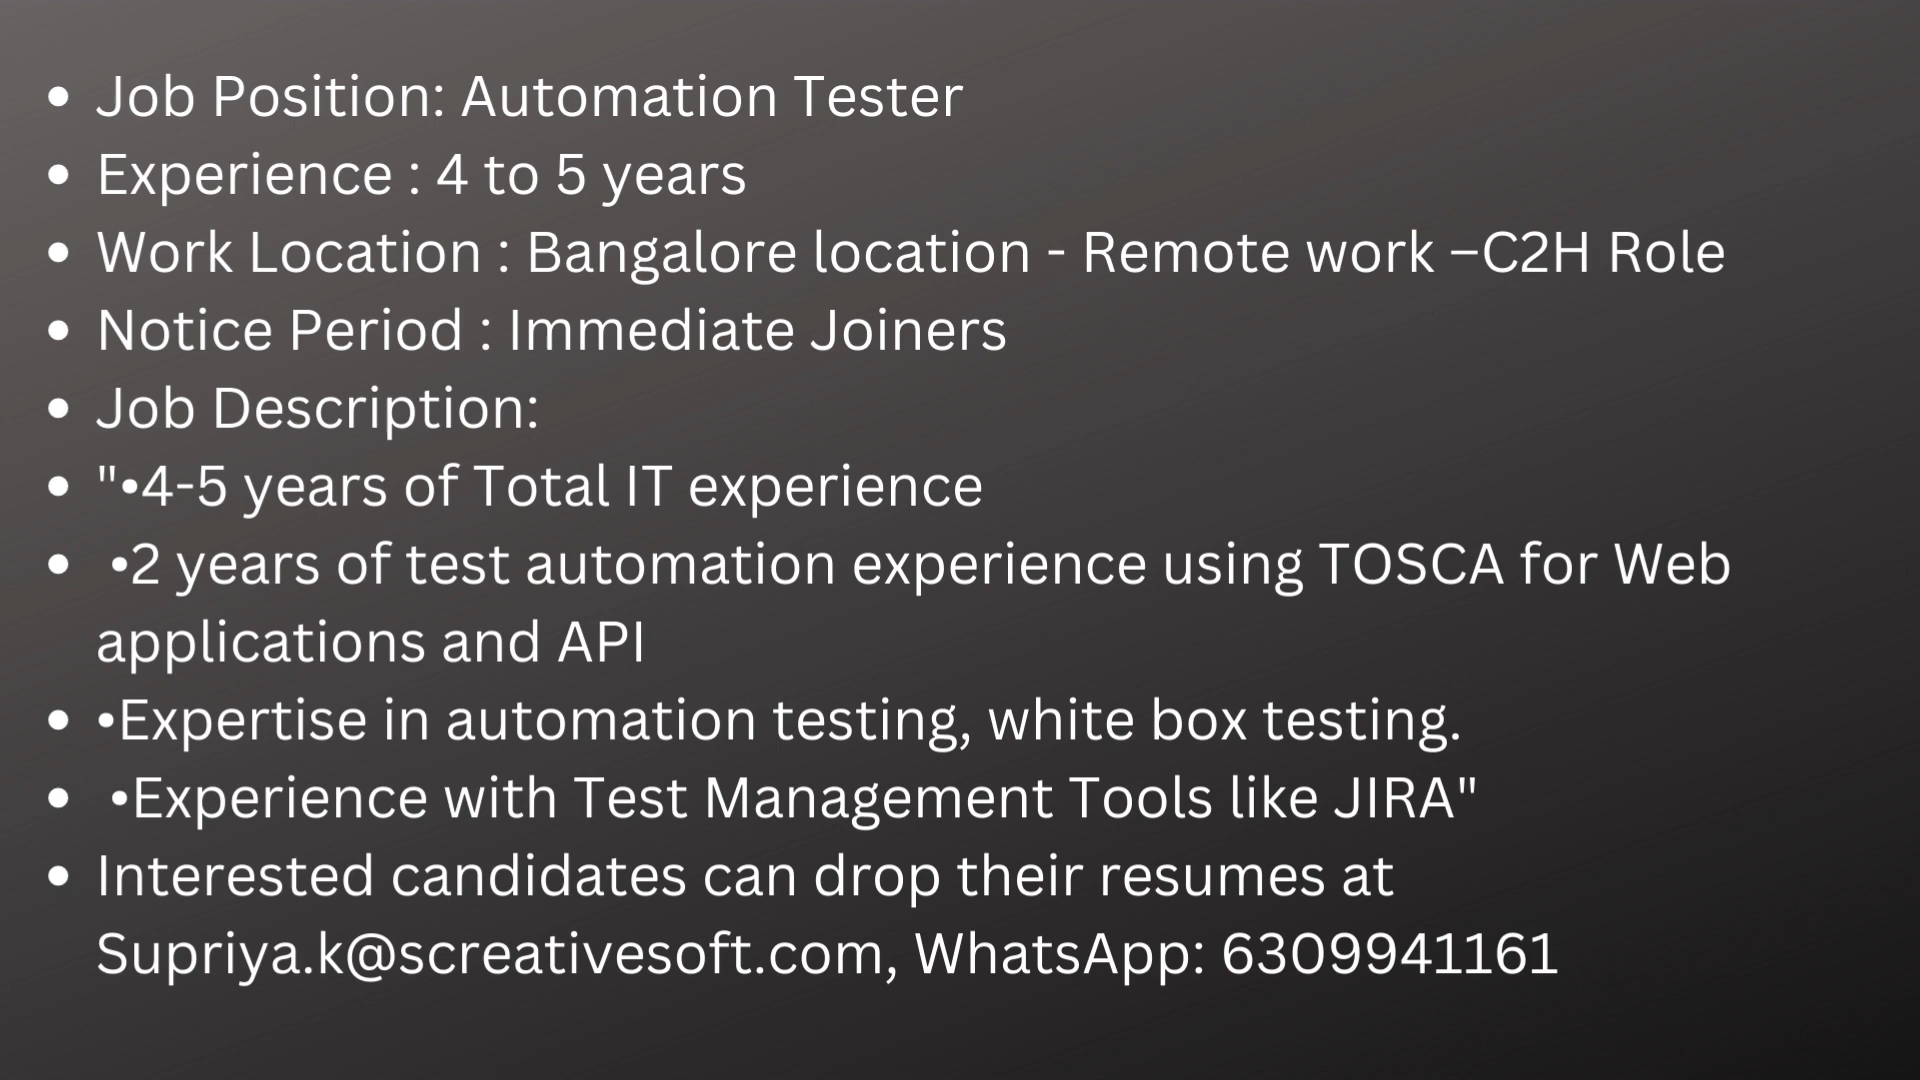 • Job Position: Automation Tester
• Experience : 4 to 5 years
• Work Location : Bangalore location - Remote work –C2H Role
• Notice Period : Immediate Joiners
• Job Description:
• "•4-5 years of Total IT experience
•  •2 years of test automation experience using TOSCA for Web
applications and API
• •Expertise in automation testing, white box testing.
•  •Experience with Test Management Tools like JIRA"
• Interested candidates can drop their resumes at
Supriya.k@screativesoft.com, WhatsApp: 6309941161